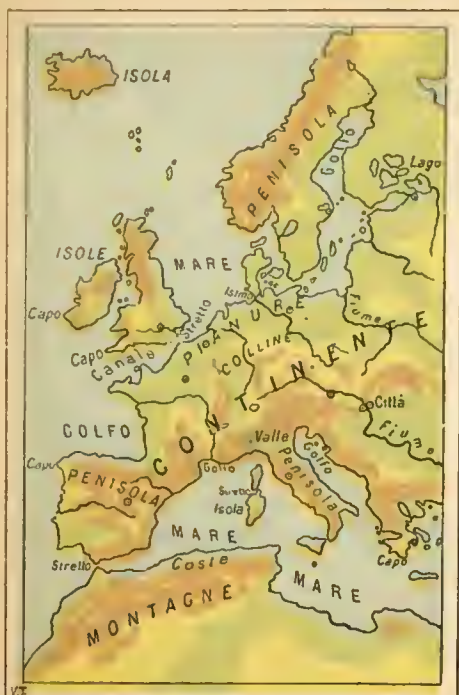 ISOLA
PENISOLA
Golfo
Lago
ISOLE
MARE
Capo
Stretto
Istmo
Fiume
Capo
Canale
PIANURE
COLLINE
CONTINENTE
Città
GOLFO
Valle
Fiume
Capo
PENISOLA
Golfo
Golfo
Penisola
Stretto
Isola
MARE
Stretto
Coste
Capo
MARE
MONTAGNE